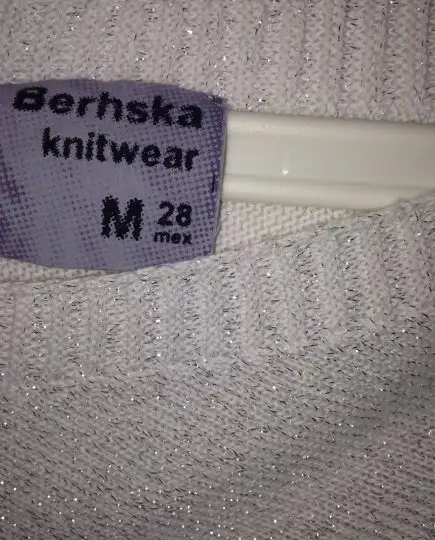 Berhska
knitwear
M 28
mex